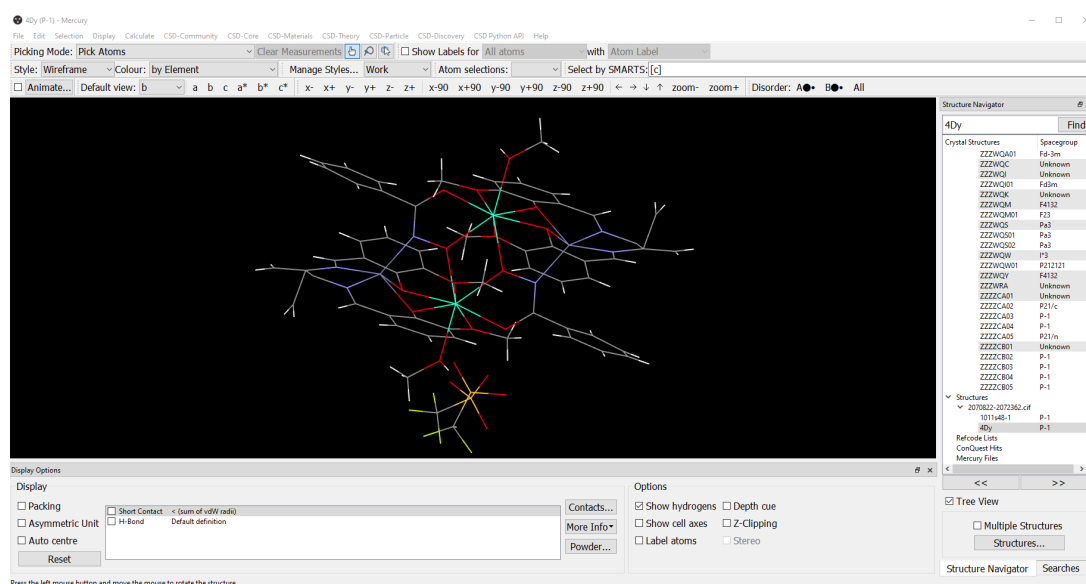 4Dy (P-1) - Mercury
File Edit Selection Display Calculate CSD-Community CSD-Core CSD-Materials CSD-Theory CSD-Particle CSD-Discovery CSD Python API Help
Picking Mode: Pick Atoms Clear Measurements Show Labels for All atoms with Atom Label
Style: Wireframe Colour: by Element Manage Styles... Work Atom selections: Select by SMARTS: [c]
Animate... Default view: b a b c a* b* c* x- x+ y- y+ z- z+ x-90 x+90 y-90 y+90 z-90 z+90 ← → ↓ ↑ zoom- zoom+ Disorder: A B All
Structure Navigator
4Dy Find
Crystal Structures Spacegroup
ZZZWQA01 Fd-3m
ZZZWQC Unknown
ZZZWQI Unknown
ZZZWQI01 Fd3m
ZZZWQK Unknown
ZZZWQM F4132
ZZZWQM01 F23
ZZZWQS Pa3
ZZZWQS01 Pa3
ZZZWQS02 Pa3
ZZZWQW I*3
ZZZWQW01 P212121
ZZZWQY F4132
ZZZWRA Unknown
ZZZZCA01 Unknown
ZZZZCA02 P21/c
ZZZZCA03 P-1
ZZZZCA04 P-1
ZZZZCA05 P21/n
ZZZZCB01 Unknown
ZZZZCB02 P-1
ZZZZCB03 P-1
ZZZZCB04 P-1
ZZZZCB05 P-1
Structures
2070822-2072362.cif
1011s48-1 P-1
4Dy P-1
Refcode Lists
ConQuest Hits
Mercury Files
<< >>
Tree View
Multiple Structures
Structures...
Structure Navigator Searches
Display Options
Display
Packing
Asymmetric Unit
Auto centre
Reset
Short Contact < (sum of vdW radii)
H-Bond Default definition
Contacts...
More Info
Powder...
Options
Show hydrogens Depth cue
Show cell axes Z-Clipping
Label atoms Stereo
Press the left mouse button and move the mouse to rotate the structure